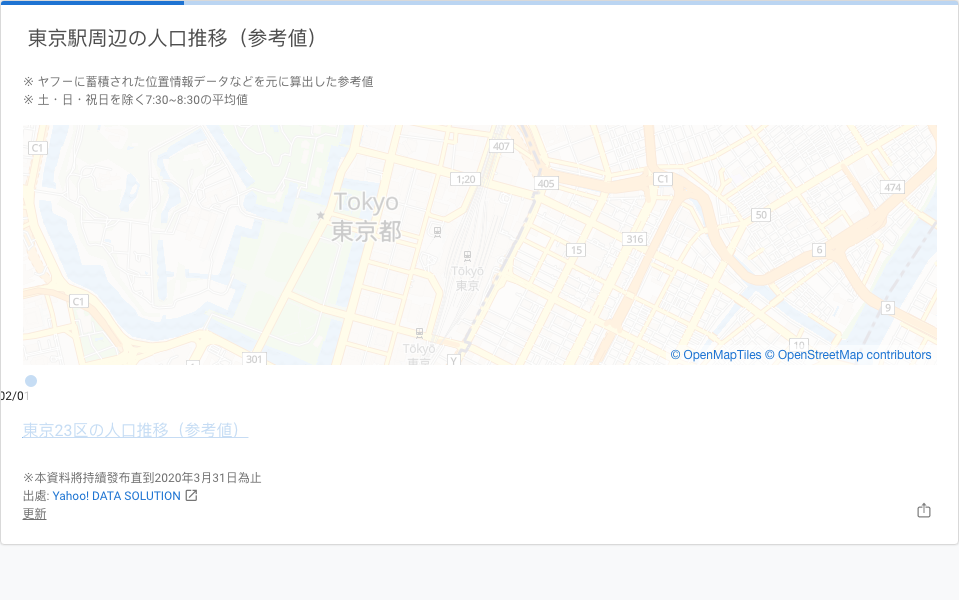 東京駅周辺の人口推移（参考値）
※ ヤフーに蓄積された位置情報データなどを元に算出した参考値
※ 土・日・祝日を除く7:30~8:30の平均値
C1
407
1;20
405
C1
474
Tokyo
東京都
50
316
15
6
Tōkyō
東京
C1
9
Tōkyō
東京
301
Y
10
© OpenMapTiles © OpenStreetMap contributors
02/01
東京23区の人口推移（参考値）
※本資料將持續發布直到2020年3月31日為止
出處: Yahoo! DATA SOLUTION
更新